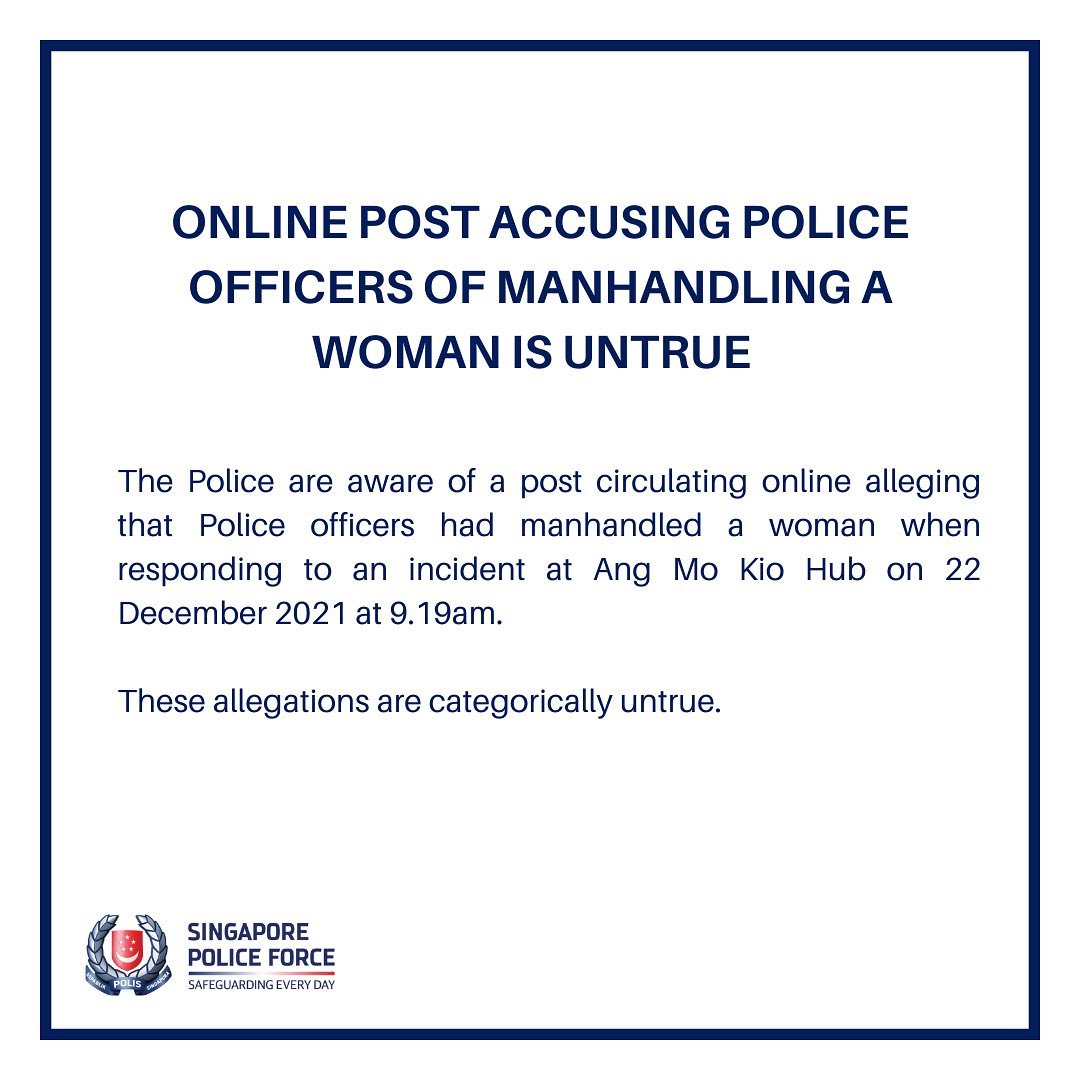 ONLINE POST ACCUSING POLICE
OFFICERS OF MANHANDLING A
WOMAN IS UNTRUE
The Police are aware of a post circulating online alleging
that Police officers had manhandled a woman when
responding to an incident at Ang Mo Kio Hub on 22
December 2021 at 9.19am.
These allegations are categorically untrue.
REPUBLIK POLIS SINGAPURA
SINGAPORE
POLICE FORCE
SAFEGUARDING EVERY DAY